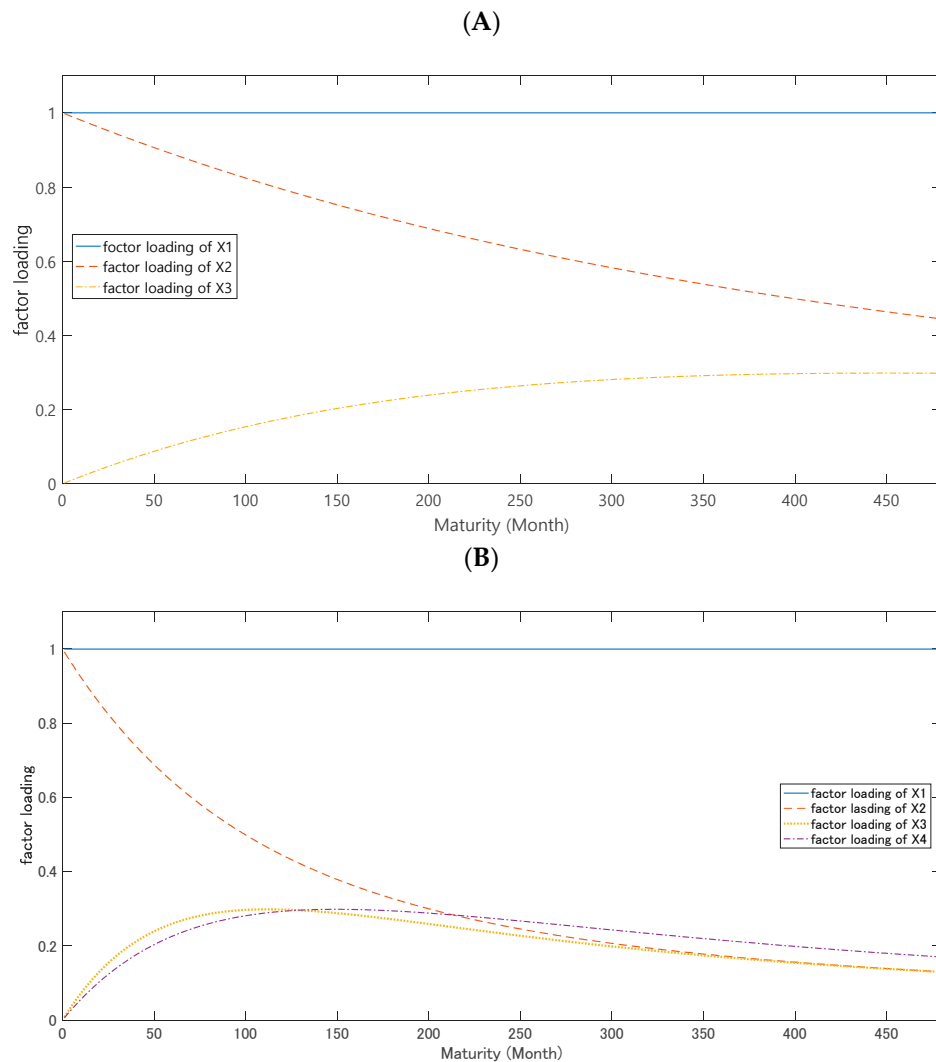 (A)
1
0.8
0.6
0.4
0.2
0
factor loading
foctor loading of X1
factor loading of X2
factor loading of X3
0 50 100 150 200 250 300 350 400 450
Maturity (Month)
(B)
1
0.8
0.6
0.4
0.2
0
factor loading
factor loading of X1
factor lasding of X2
factor loading of X3
factor loading of X4
0 50 100 150 200 250 300 350 400 450
Maturity (Month)